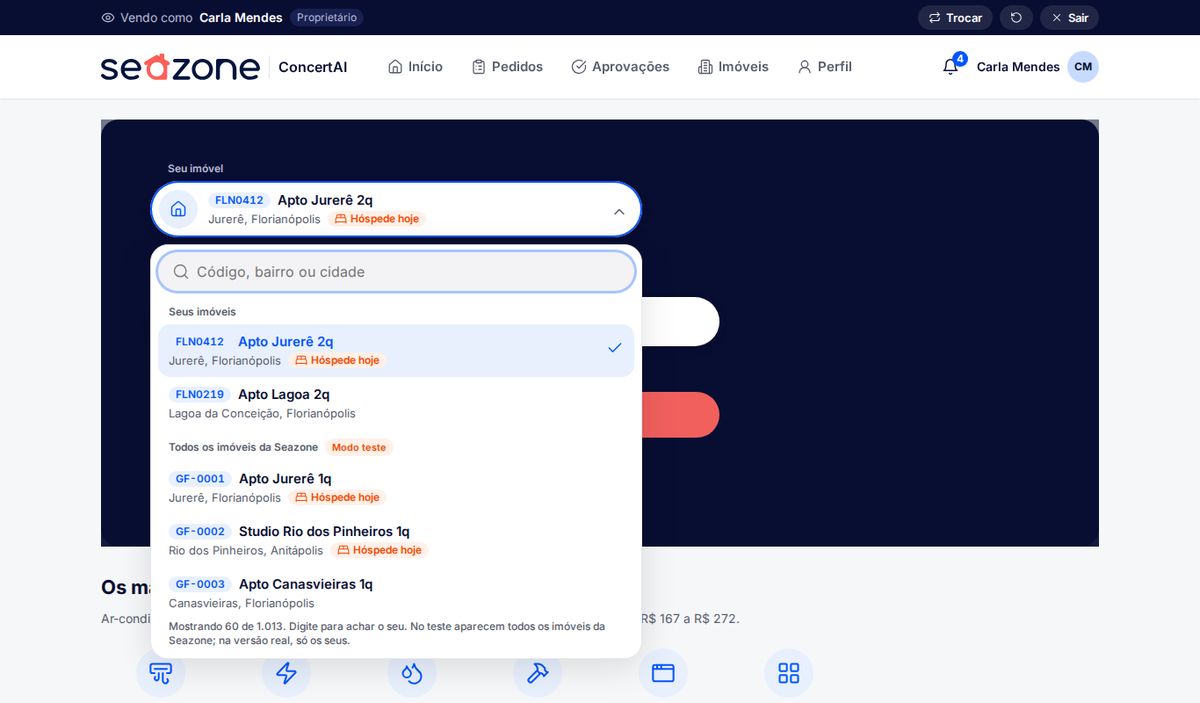 Vendo como Carla Mendes Proprietário
Trocar
Sair
seazone
ConcertAI
Início
Pedidos
Aprovações
Imóveis
Perfil
4
Carla Mendes
CM
Seu imóvel
FLN0412 Apto Jurerê 2q
Jurerê, Florianópolis Hóspede hoje
Código, bairro ou cidade
Seus imóveis
FLN0412 Apto Jurerê 2q
Jurerê, Florianópolis Hóspede hoje
FLN0219 Apto Lagoa 2q
Lagoa da Conceição, Florianópolis
Todos os imóveis da Seazone Modo teste
GF-0001 Apto Jurerê 1q
Jurerê, Florianópolis Hóspede hoje
GF-0002 Studio Rio dos Pinheiros 1q
Rio dos Pinheiros, Anitápolis Hóspede hoje
GF-0003 Apto Canasvieiras 1q
Canasvieiras, Florianópolis
Mostrando 60 de 1.013. Digite para achar o seu. No teste aparecem todos os imóveis da
Seazone; na versão real, só os seus.
Os
R$ 167 a R$ 272.